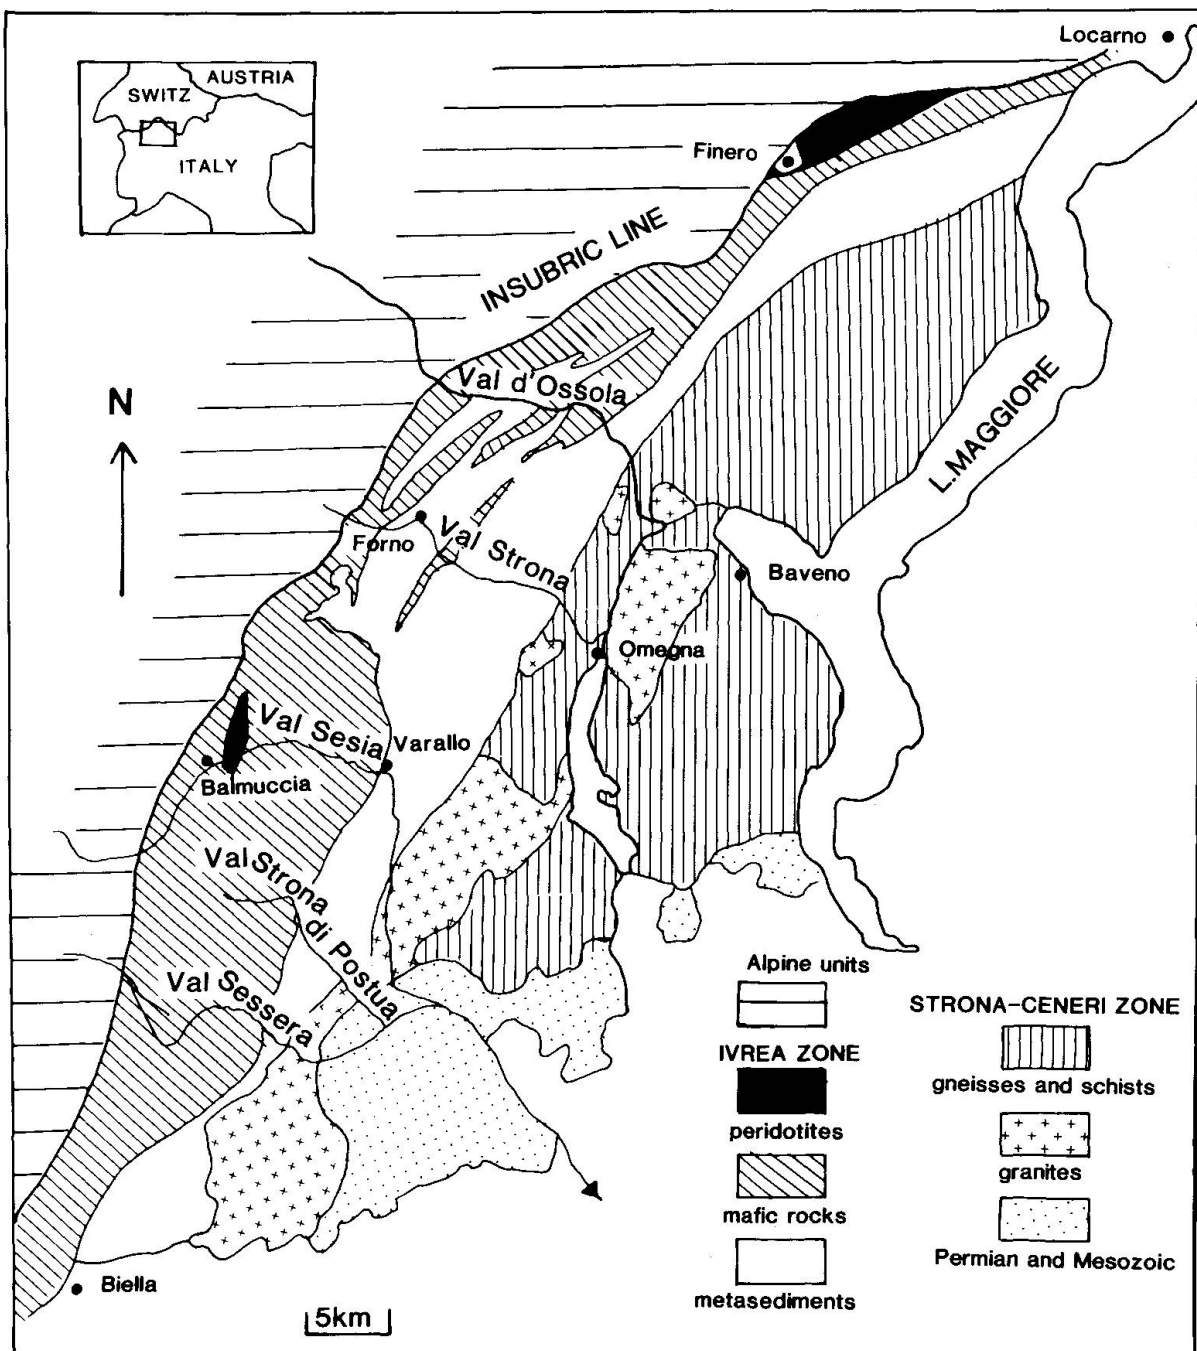 Locarno
AUSTRIA
SWITZ
ITALY
Finero
INSUBRIC LINE
Val d'Ossola
N
L.MAGGIORE
Forno
Val Strona
Baveno
Omegna
Val Sesia
Varallo
Balmuccia
Val Strona
di Postua
Val Sessera
Alpine units
IVREA ZONE
peridotites
mafic rocks
metasediments
STRONA-CENERI ZONE
gneisses and schists
granites
Permian and Mesozoic
Biella
5km